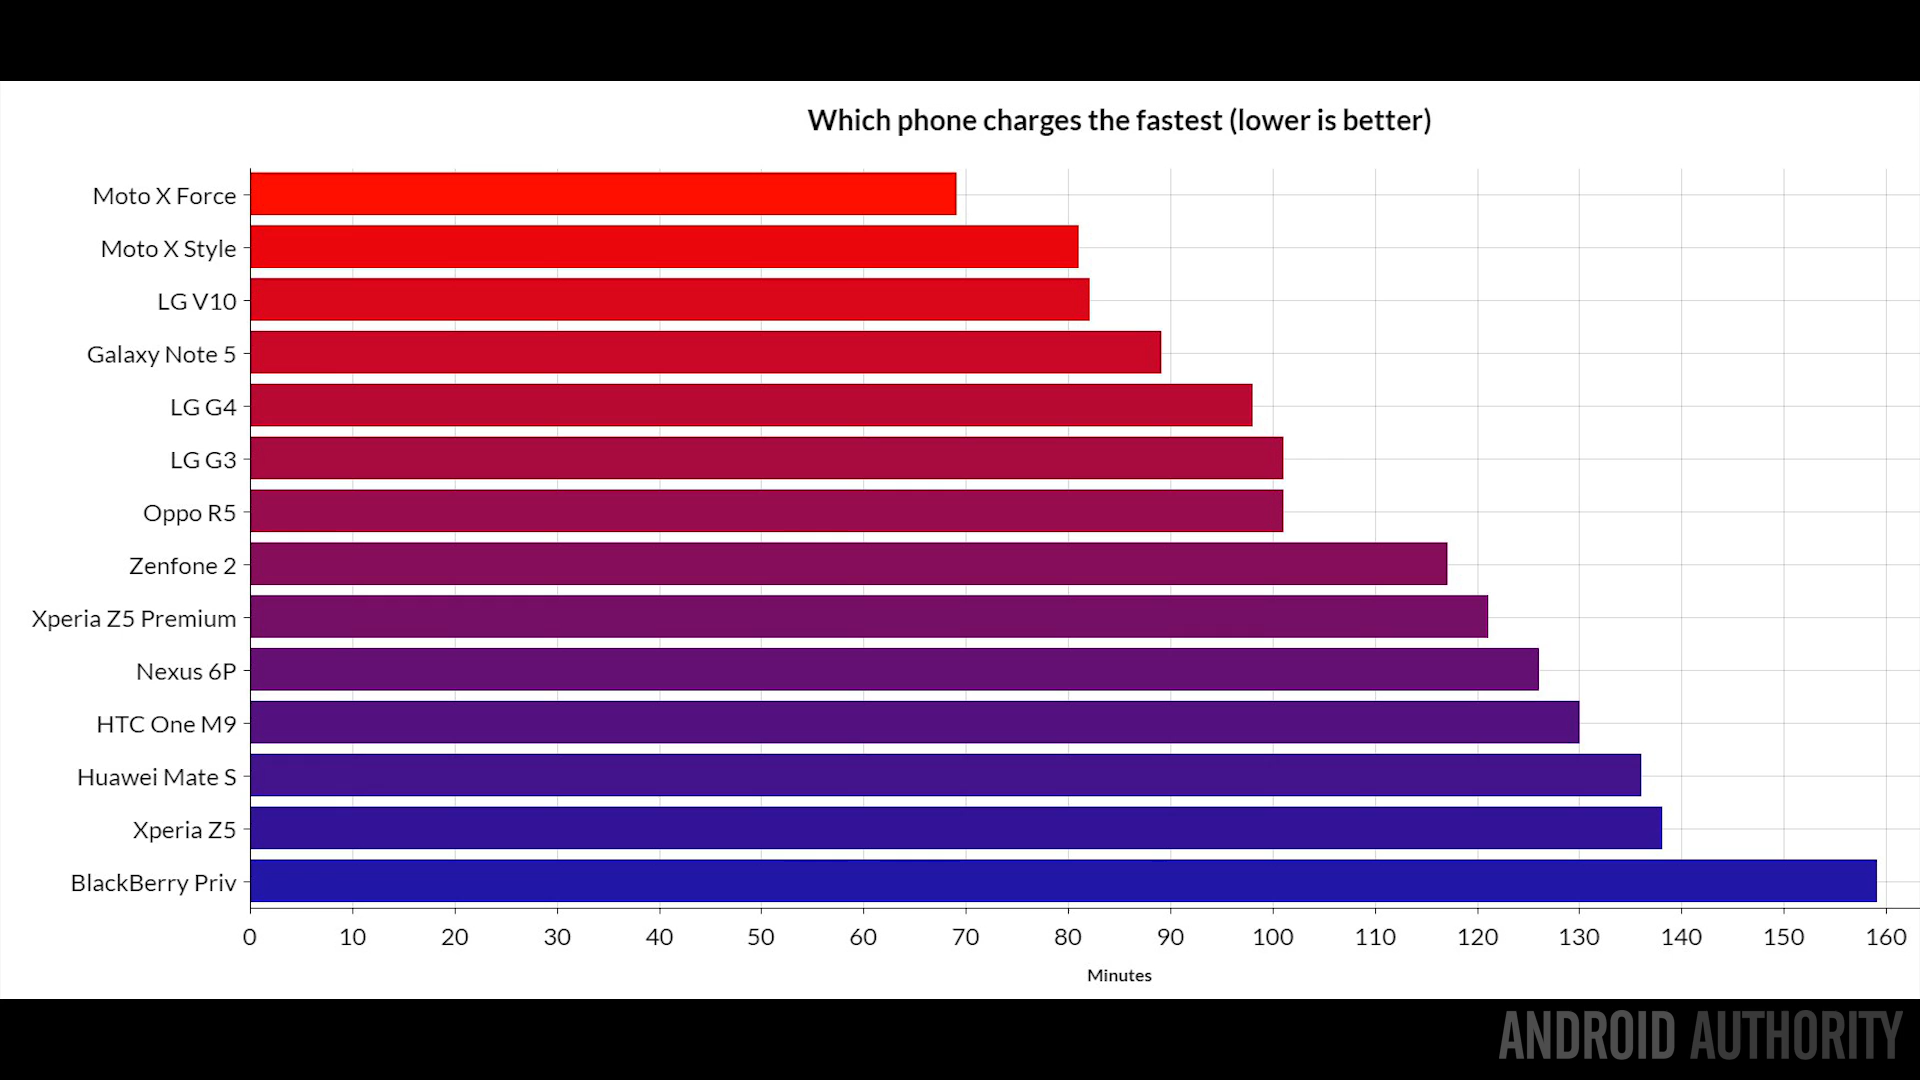 Which phone charges the fastest (lower is better)
Moto X Force
Moto X Style
LG V10
Galaxy Note 5
LG G4
LG G3
Oppo R5
Zenfone 2
Xperia Z5 Premium
Nexus 6P
HTC One M9
Huawei Mate S
Xperia Z5
BlackBerry Priv
0 10 20 30 40 50 60 70 80 90 100 110 120 130 140 150 160
Minutes
ANDROID AUTHORITY